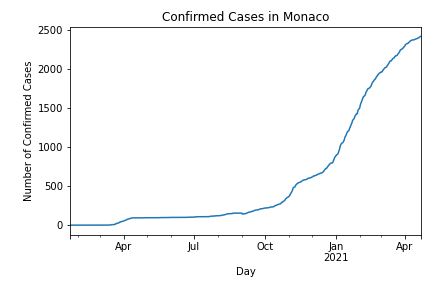 Confirmed Cases in Monaco
2500
2000
1500
1000
500
0
Number of Confirmed Cases
Apr
Jul
Oct
Jan
2021
Apr
Day